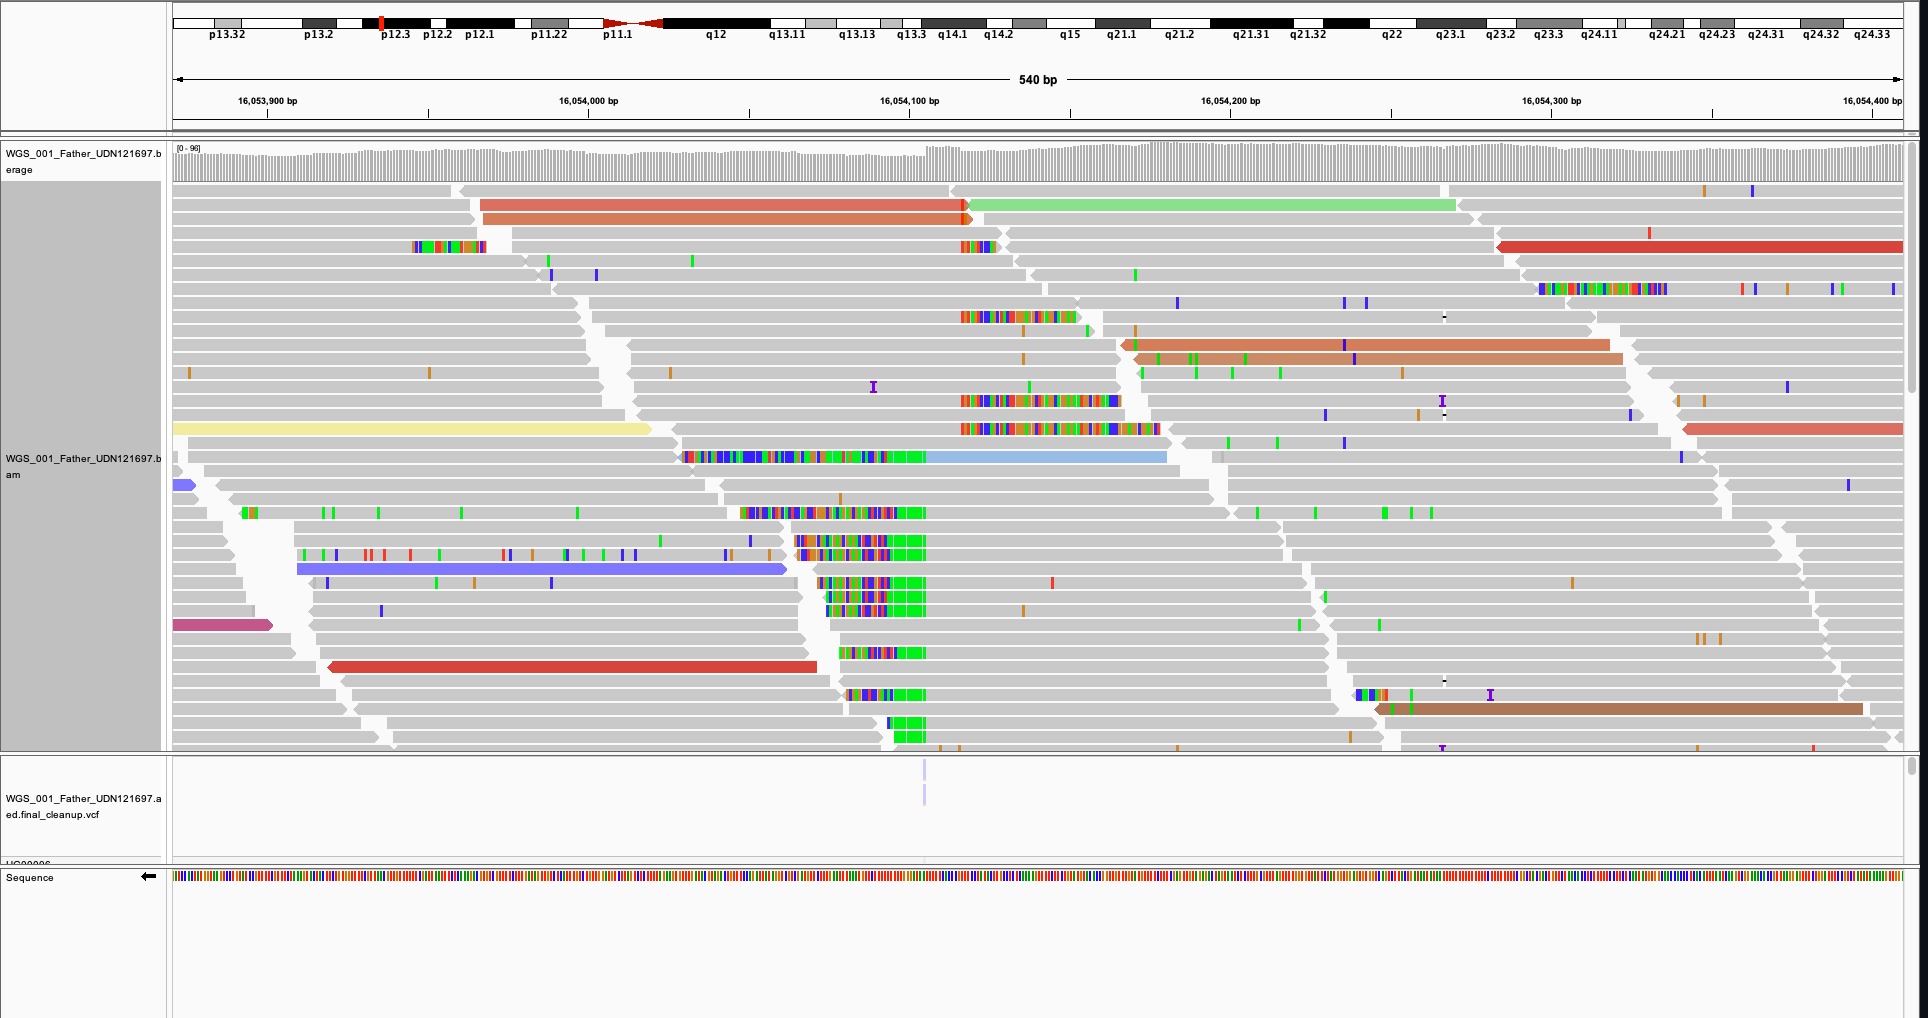 p13.32 p13.2 p12.3 p12.2 p12.1 p11.22 p11.1 q12 q13.11 q13.13 q13.3 q14.1 q14.2 q15 q21.1 q21.2 q21.31 q21.32 q22 q23.1 q23.2 q23.3 q24.11 q24.21 q24.23 q24.31 q24.32 q24.33
540 bp
16,053,900 bp 16,054,000 bp 16,054,100 bp 16,054,200 bp 16,054,300 bp 16,054,400 bp
WGS_001_Father_UDN121697.b
erage
[0 - 96]
WGS_001_Father_UDN121697.b
am
WGS_001_Father_UDN121697.a
ed.final_cleanup.vcf
Sequence